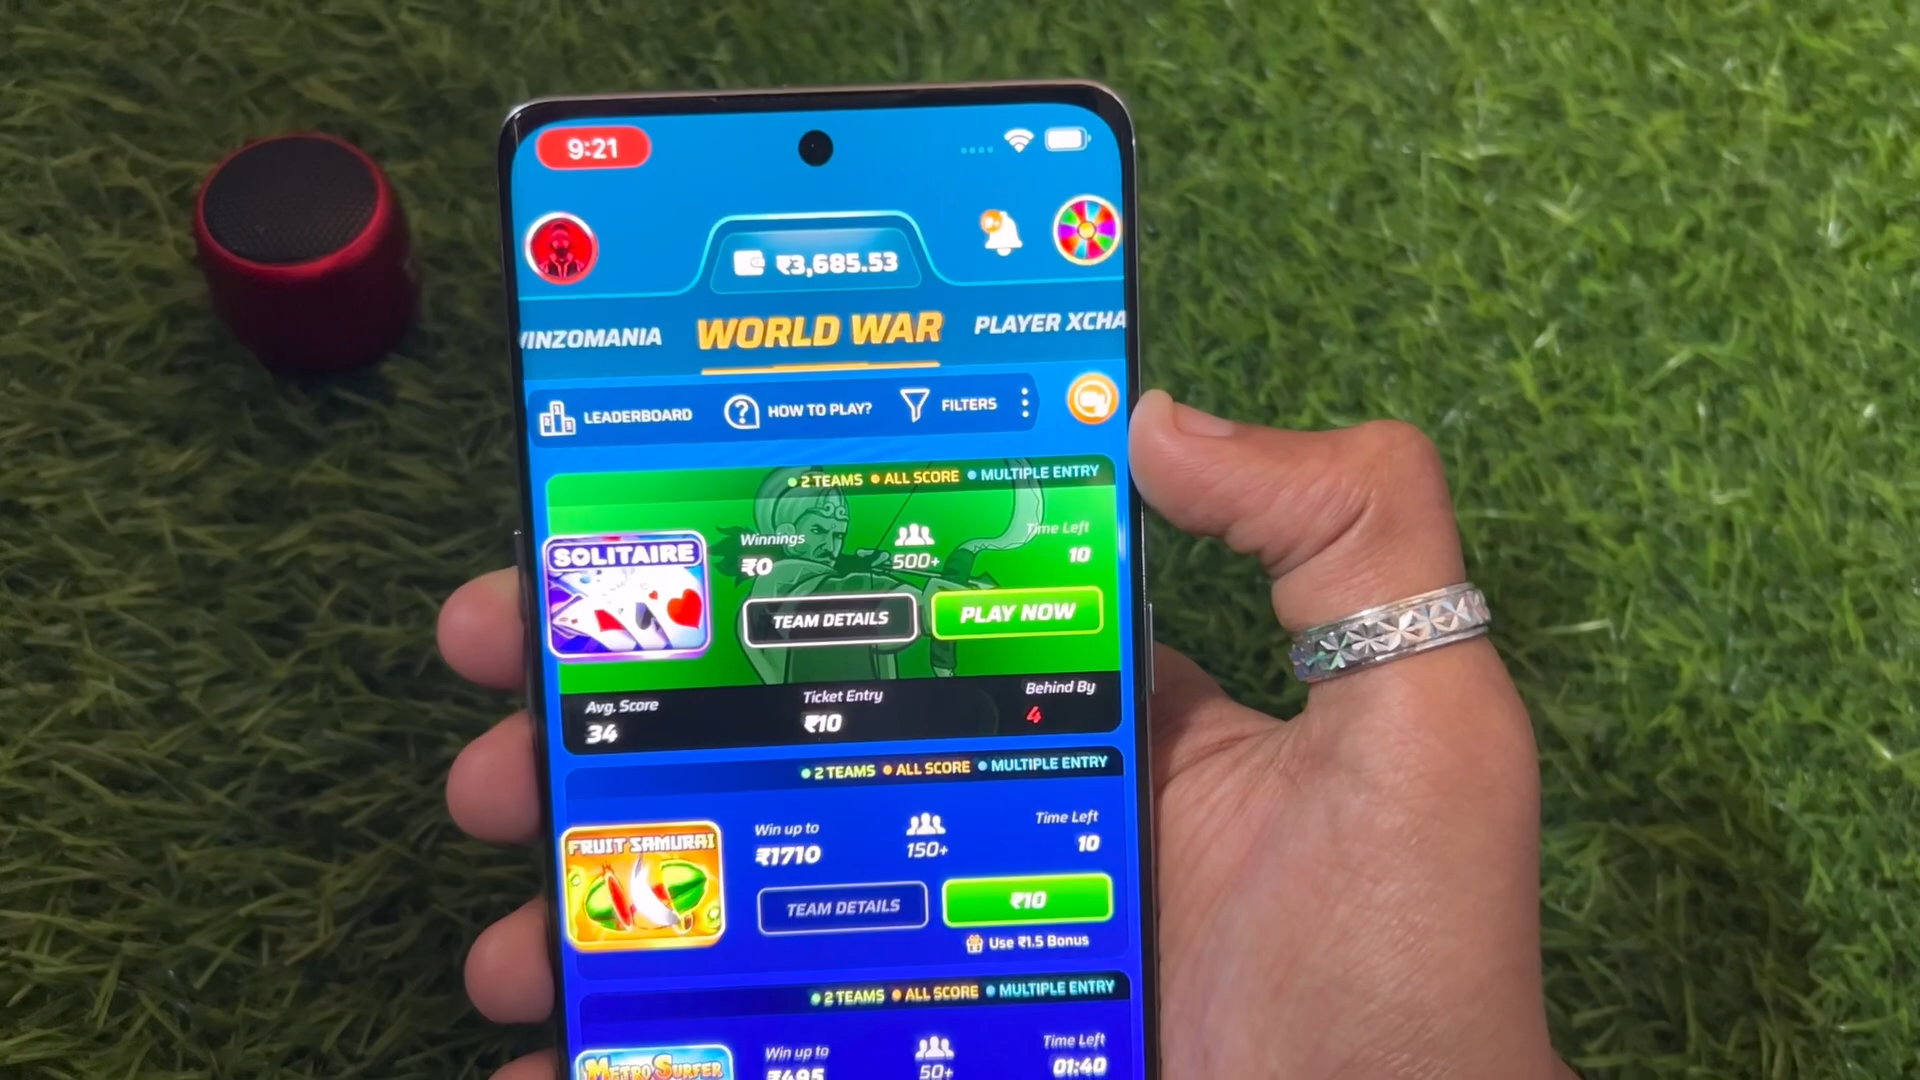 9:21
₹3,685.53
WINZOMANIA WORLD WAR PLAYER XCHA
LEADERBOARD ? HOW TO PLAY? FILTERS
2 TEAMS ALL SCORE MULTIPLE ENTRY
SOLITAIRE
Winnings
₹0
500+
Time Left
10
TEAM DETAILS
PLAY NOW
Avg. Score
34
Ticket Entry
₹10
Behind By
4
2 TEAMS ALL SCORE MULTIPLE ENTRY
FRUIT SAMURAI
Win up to
₹1710
150+
Time Left
10
TEAM DETAILS
₹10
Use ₹1.5 Bonus
2 TEAMS ALL SCORE MULTIPLE ENTRY
METRO SURFER
Win up to
₹495
50+
Time Left
01:40